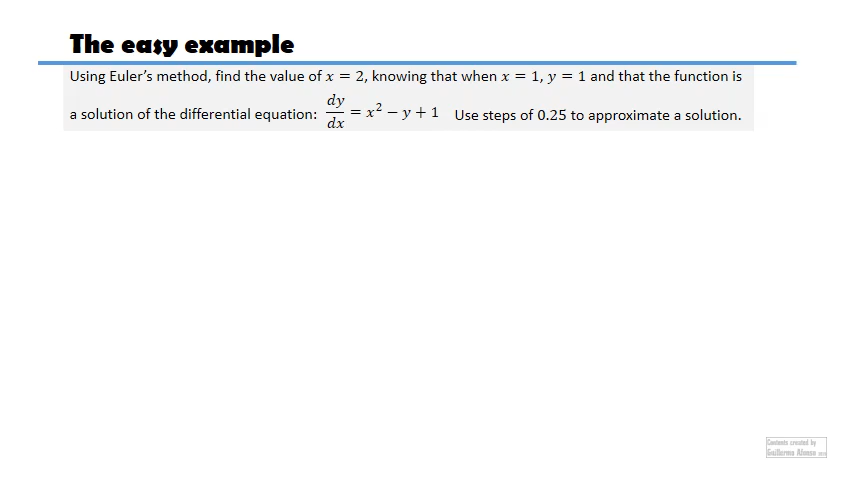 The easy example
Using Euler's method, find the value of x = 2, knowing that when x = 1, y = 1 and that the function is
a solution of the differential equation: dy/dx = x² − y + 1 Use steps of 0.25 to approximate a solution.
Contents created by
Guillermo Alonso